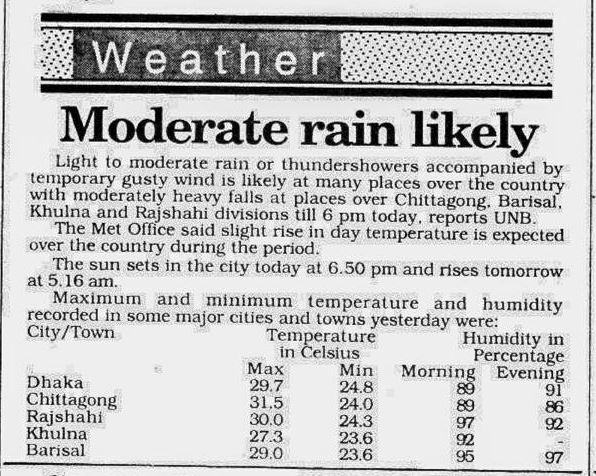 Weather
Moderate rain likely
Light to moderate rain or thundershowers accompanied by
temporary gusty wind is likely at many places over the country
with moderately heavy falls at places over Chittagong, Barisal,
Khulna and Rajshahi divisions till 6 pm today, reports UNB.
The Met Office said slight rise in day temperature is expected
over the country during the period.
The sun sets in the city today at 6.50 pm and rises tomorrow
at 5.16 am.
Maximum and minimum temperature and humidity
recorded in some major cities and towns yesterday were:
City/Town Temperature Humidity in
in Celsius Percentage
Max Min Morning Evening
Dhaka 29.7 24.8 89 91
Chittagong 31.5 24.0 89 86
Rajshahi 30.0 24.3 97 92
Khulna 27.3 23.6 92 -
Barisal 29.0 23.6 95 97